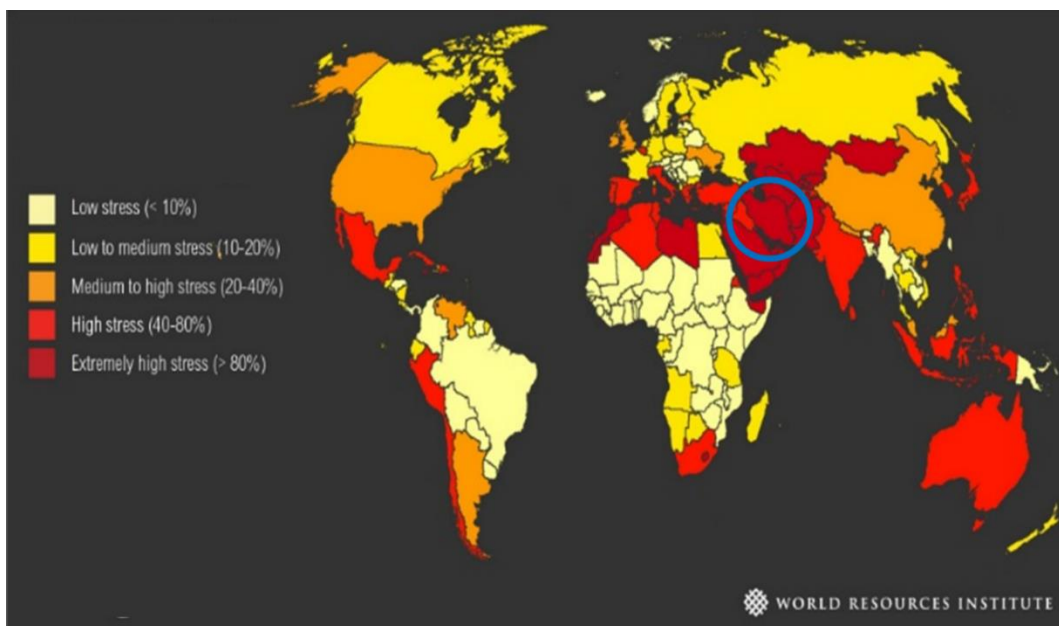 Low stress (< 10%)
Low to medium stress (10-20%)
Medium to high stress (20-40%)
High stress (40-80%)
Extremely high stress (> 80%)
WORLD RESOURCES INSTITUTE